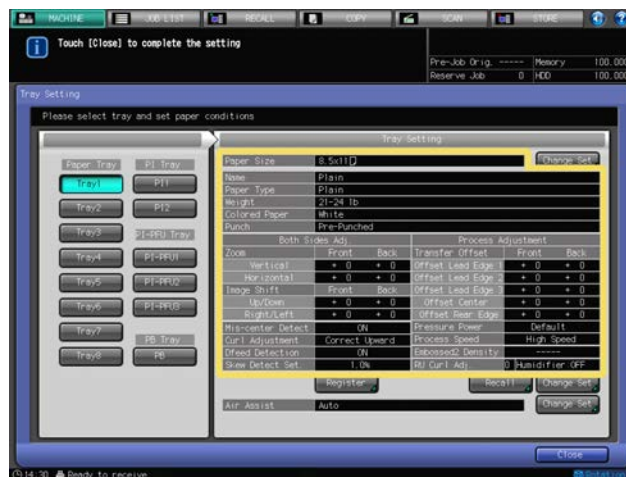 MACHINE JOB LIST RECALL COPY SCAN STORE
Touch [Close] to complete the setting
Pre-Job Orig. ----- Memory 100.00
Reserve Job 0 HDD 100.00
Tray Setting
Please select tray and set paper conditions
Tray Setting
Paper Tray PI Tray
Tray1 PI1
Tray2 PI2
Tray3 PI-PFU Tray
Tray4 PI-PFU1
Tray5 PI-PFU2
Tray6 PI-PFU3
Tray7 PB Tray
Tray8 PB
Paper Size 8.5x11 Change Set
Name Plain
Paper Type Plain
Weight 21-24 lb
Colored Paper White
Punch Pre-Punched
Both Sides Adj. Process Adjustment
Zoom Front Back Transfer Offset Front Back
Vertical + 0 + 0 Offset Lead Edge 1 + 0 + 0
Horizontal + 0 + 0 Offset Lead Edge 2 + 0 + 0
Image Shift Front Back Offset Lead Edge 3 + 0 + 0
Up/Down + 0 + 0 Offset Center + 0 + 0
Right/Left + 0 + 0 Offset Rear Edge + 0 + 0
Mis-center Detect ON Pressure Power Default
Curl Adjustment Correct Upward Process Speed High Speed
Dfeed Detection ON Embossed2 Density -----
Skew Detect Set. 1.0% RU Curl Adj. 0 Humidifier OFF
Register Recall Change Set
Air Assist Auto Change Set
Close
14:30 Ready to receive Rotation